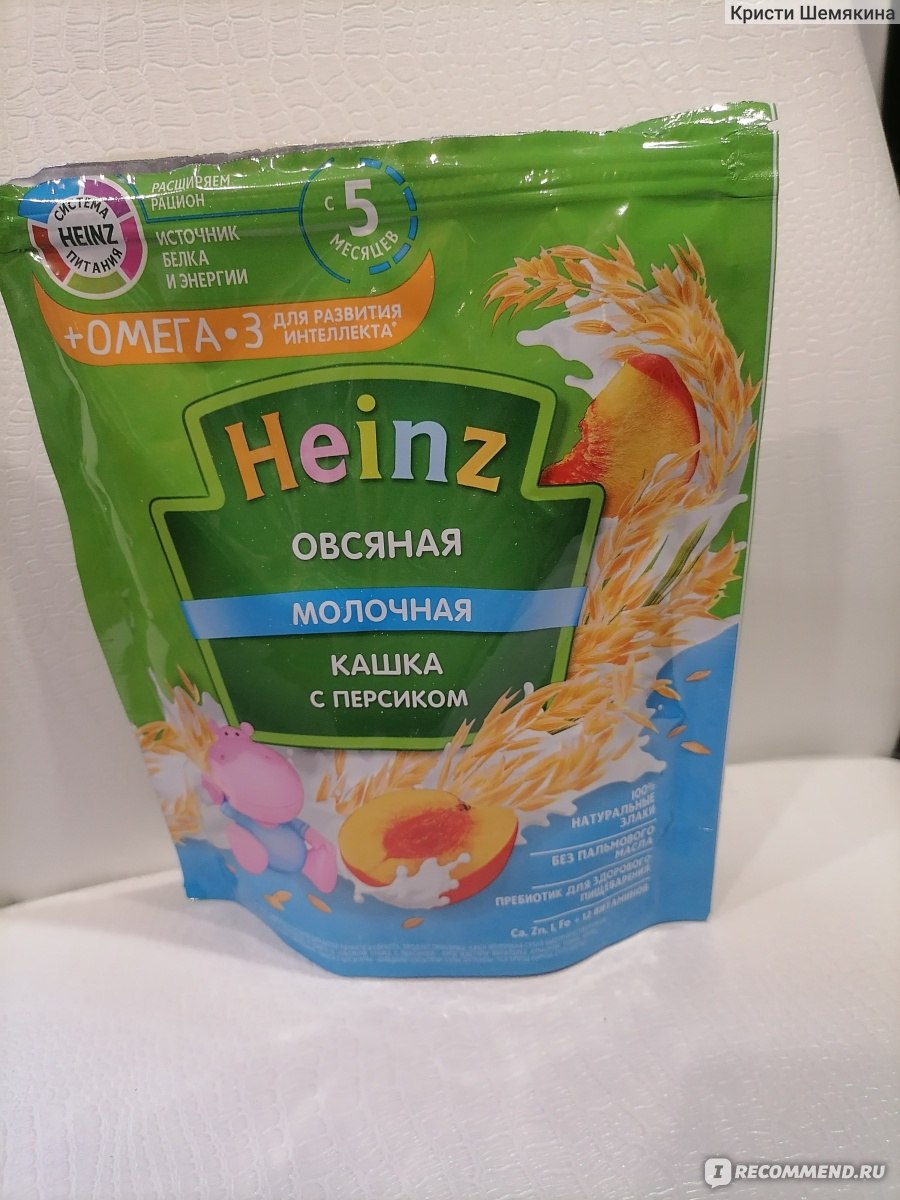 Кристи Шемякина
РАСШИРЯЕМ
РАЦИОН
СИСТЕМА
HEINZ
ПИТАНИЯ
ИСТОЧНИК
БЕЛКА
И ЭНЕРГИИ
с 5
МЕСЯЦЕВ
+ОМЕГА•3
ДЛЯ РАЗВИТИЯ
ИНТЕЛЛЕКТА*
Heinz
ОВСЯНАЯ
МОЛОЧНАЯ
КАШКА
С ПЕРСИКОМ
100%
НАТУРАЛЬНЫЕ
ЗЛАКИ
БЕЗ ПАЛЬМОВОГО
МАСЛА
ПРЕБИОТИК ДЛЯ ЗДОРОВОГО
ПИЩЕВАРЕНИЯ
Ca, Zn, I, Fe + 12 ВИТАМИНОВ
IRECOMMEND.RU